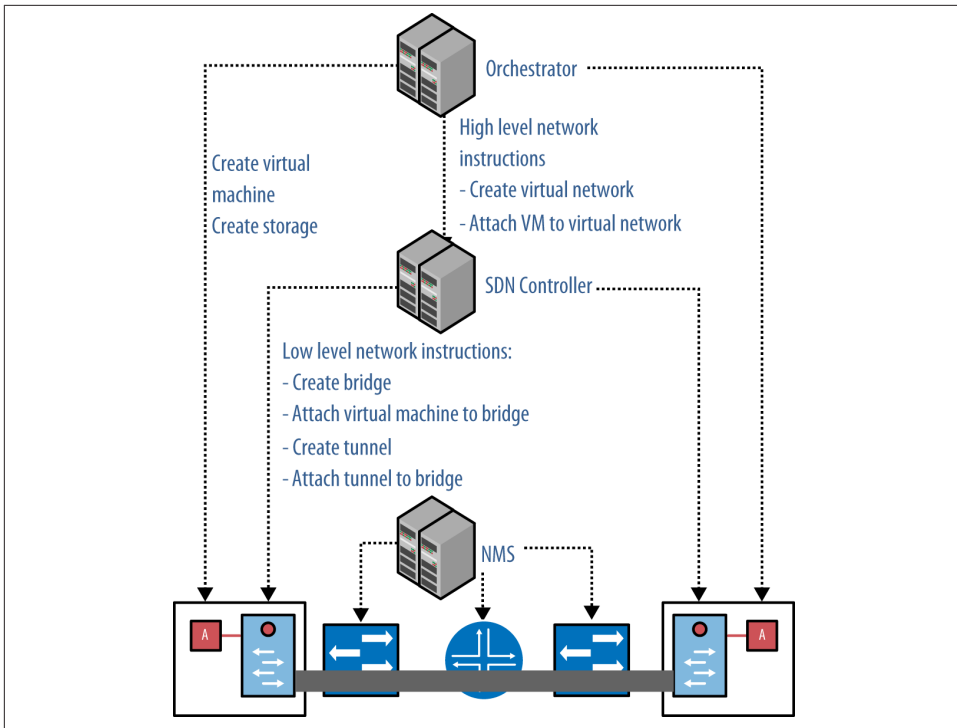 Orchestrator
High level network
instructions
- Create virtual network
- Attach VM to virtual network
Create virtual
machine
Create storage
SDN Controller
Low level network instructions:
- Create bridge
- Attach virtual machine to bridge
- Create tunnel
- Attach tunnel to bridge
NMS
A
A